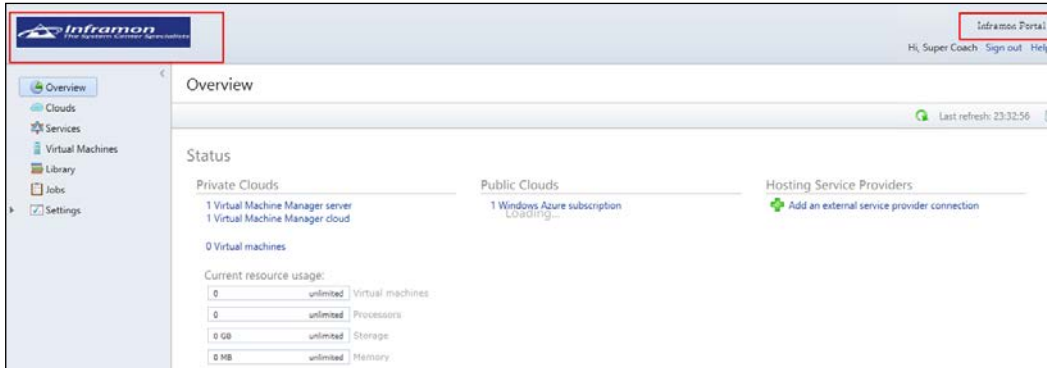 Inframon
The System Center Specialists
Inframon Portal
Hi, Super Coach Sign out Help
Overview
Clouds
Services
Virtual Machines
Library
Jobs
Settings
Overview
Last refresh: 23:32:56
Status
Private Clouds
1 Virtual Machine Manager server
1 Virtual Machine Manager cloud
0 Virtual machines
Public Clouds
1 Windows Azure subscription
Loading...
Hosting Service Providers
Add an external service provider connection
Current resource usage:
0 unlimited Virtual machines
0 unlimited Processors
0 GB unlimited Storage
0 MB unlimited Memory